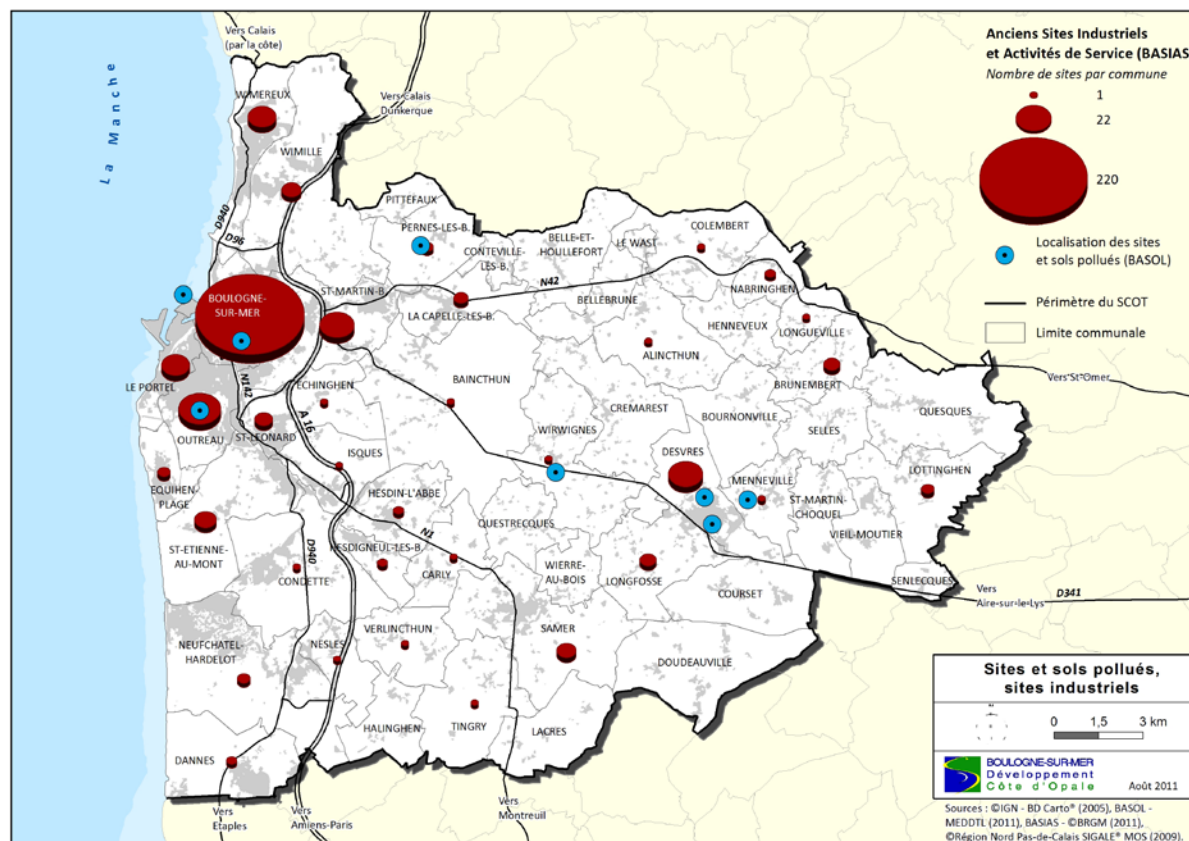 Vers Calais
(par la côte)
La Manche
WIMEREUX
Vers Calais
Dunkerque
WIMILLE
D940
D96
PITTEFAUX
PERNES-LES-B.
CONTEVILLE-
LES-B.
BELLE-ET-
HOULLEFORT
LE WAST
COLEMBERT
N42
NABRINGHEN
ST-MARTIN-B.
BOULOGNE-
SUR-MER
LA CAPELLE-LES-B.
BELLEBRUNE
HENNEVEUX
LONGUEVILLE
ALINCTHUN
BRUNEMBERT
Vers St-Omer
LE PORTEL
N142
ECHINGHEN
BAINCTHUN
A 16
CREMAREST
BOURNONVILLE
SELLES
QUESQUES
OUTREAU
ST-LEONARD
WIRWIGNES
DESVRES
MENNEVILLE
LOTTINGHEN
ISQUES
EQUIHEN-
PLAGE
HESDIN-L'ABBE
ST-MARTIN-
CHOQUEL
QUESTRECQUES
N1
VIEIL-MOUTIER
ST-ETIENNE-
AU-MONT
D940
HESDIGNEUL-LES-B.
CARLY
WIERRE-
AU-BOIS
LONGFOSSE
CONDETTE
COURSET
SENLECQUES
Vers
Aire-sur-le-Lys
D341
NEUFCHATEL-
HARDELOT
NESLES
VERLINCTHUN
SAMER
DOUDEAUVILLE
HALINGHEN
TINGRY
LACRES
DANNES
Vers
Etaples
Vers
Amiens-Paris
Vers
Montreuil
Anciens Sites Industriels
et Activités de Service (BASIAS)
Nombre de sites par commune
1
22
220
Localisation des sites
et sols pollués (BASOL)
Périmètre du SCOT
Limite communale
Sites et sols pollués,
sites industriels
0 1,5 3 km
BOULOGNE-SUR-MER
Développement
Côte d'Opale
Août 2011
Sources : ©IGN - BD Carto® (2005), BASOL -
MEDDTL (2011), BASIAS - ©BRGM (2011),
©Région Nord Pas-de-Calais SIGALE® MOS (2009).